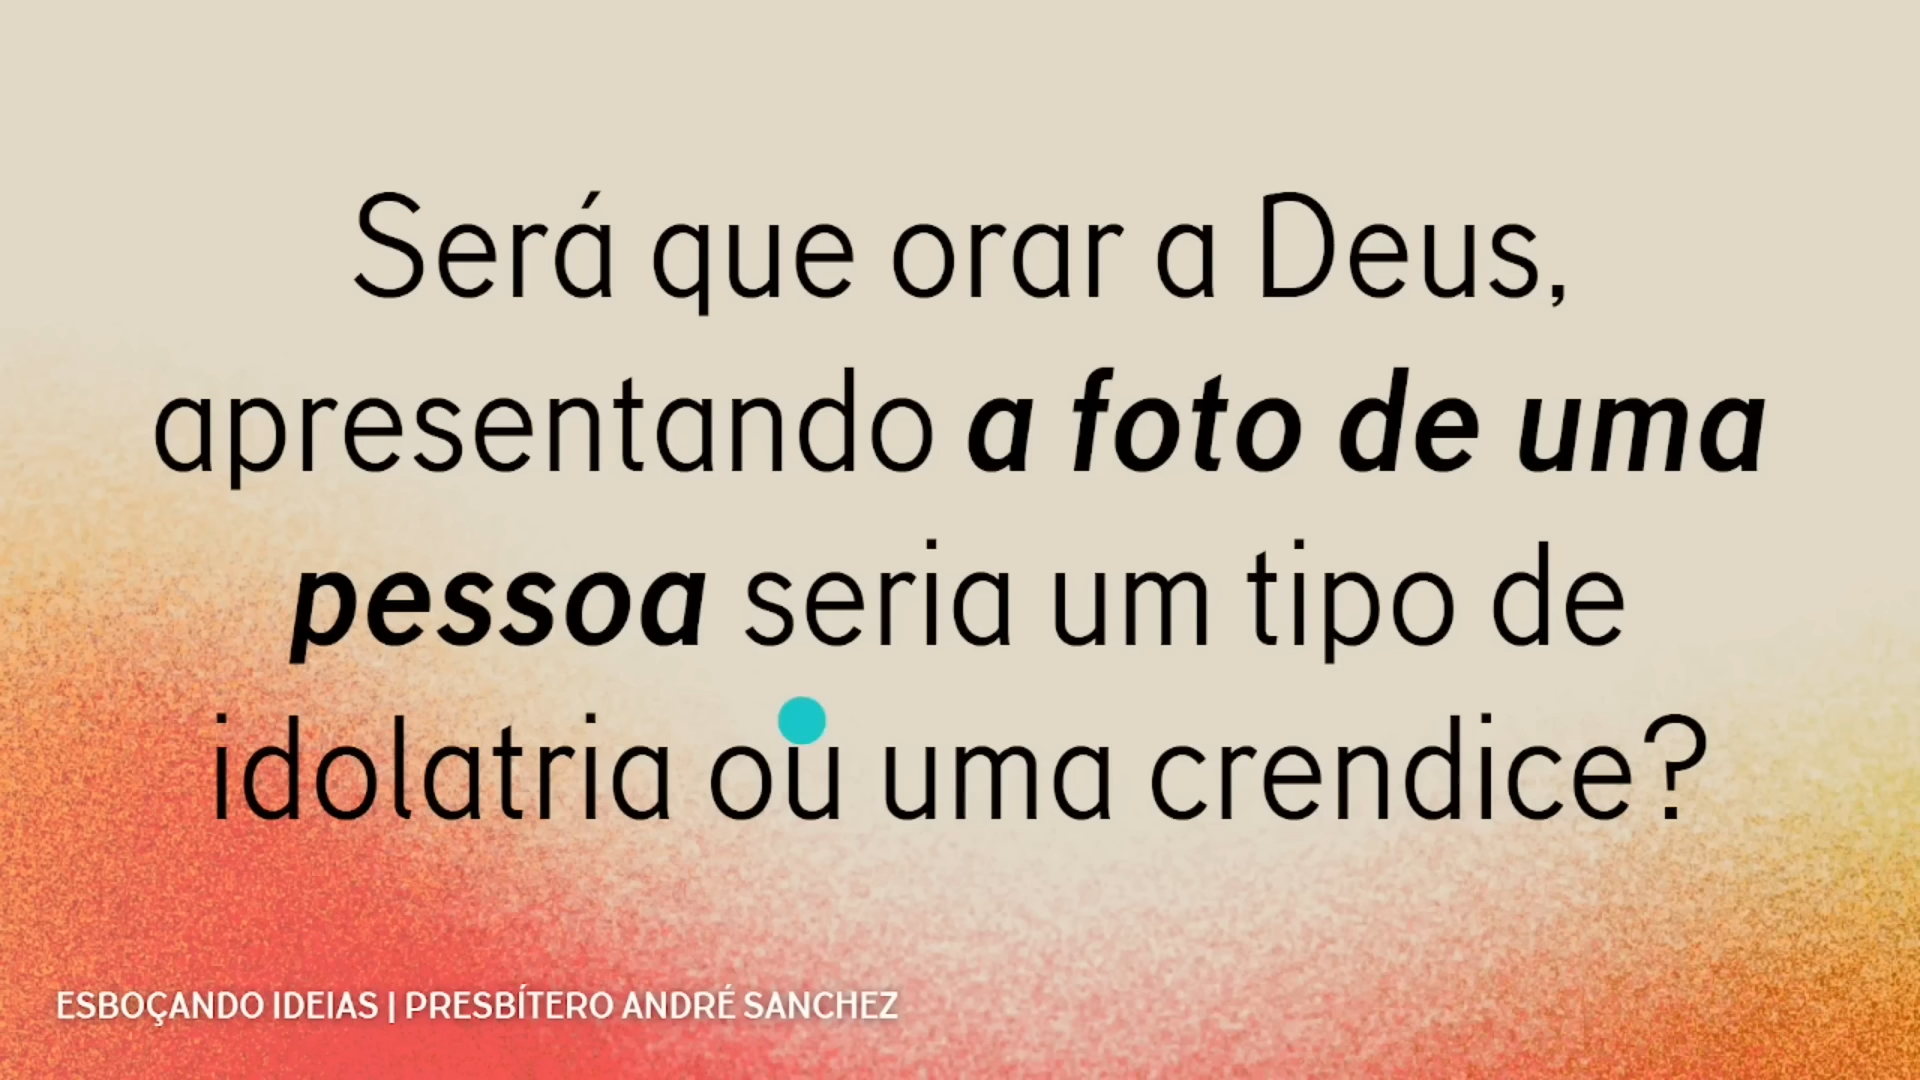 Será que orar a Deus,
apresentando a foto de uma
pessoa seria um tipo de
idolatria ou uma crendice?
ESBOÇANDO IDEIAS | PRESBÍTERO ANDRÉ SANCHEZ